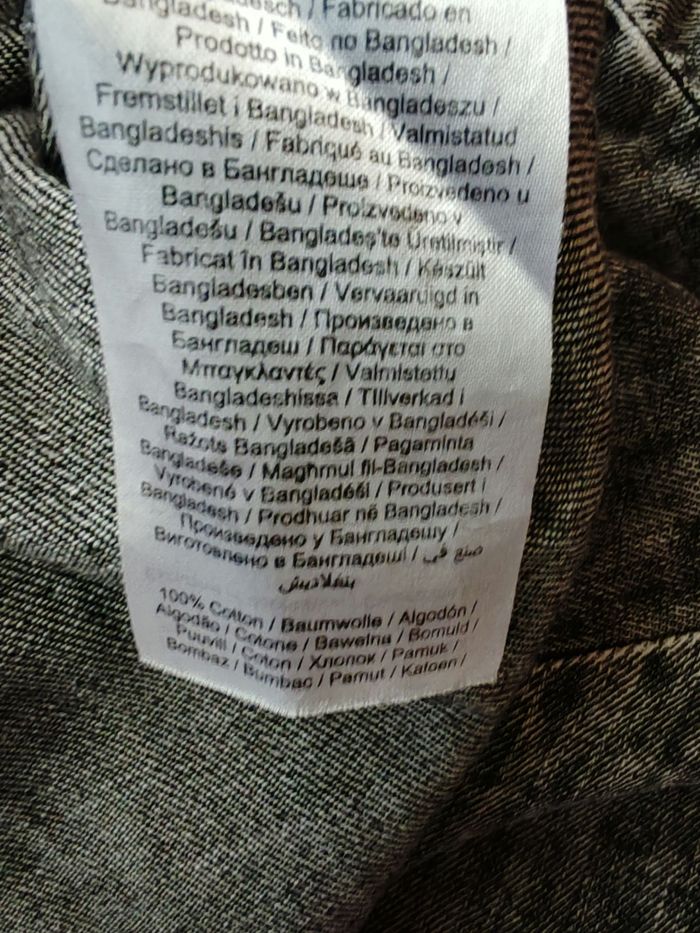 / Fabricado en
Bangladesh / Feito no Bangladesh /
Prodotto in Bangladesh /
Wyprodukowano w Bangladeszu /
Fremstillet i Bangladesh / Valmistatud
Bangladeshis / Fabriqué au Bangladesh /
Сделано в Бангладеше / Proizvedeno u
Bangladešu / Proizvedeno v
Bangladešu / Bangladeş'te Üretilmiştir /
Fabricat în Bangladesh / Készült
Bangladesben / Vervaardigd in
Bangladesh / Произведено в
Бангладеш / Παράγεται στο
Μπαγκλαντές / Valmistettu
Bangladeshissa / Tillverkad i
Bangladesh / Vyrobeno v Bangladéši /
Ražots Bangladešā / Pagaminta
Bangladeše / Magħmul fil-Bangladesh /
Vyrobené v Bangladéši / Produsert i
Bangladesh / Prodhuar në Bangladesh /
Произведено у Бангладешу /
Виготовлено в Бангладеші / صنع في
بنغلاديش
100% Cotton / Baumwolle / Algodón /
Algodão / Cotone / Bawełna / Bomuld /
Puuvill / Coton / Хлопок / Pamuk /
Bombaž / Bumbac / Pamut / Katoen /